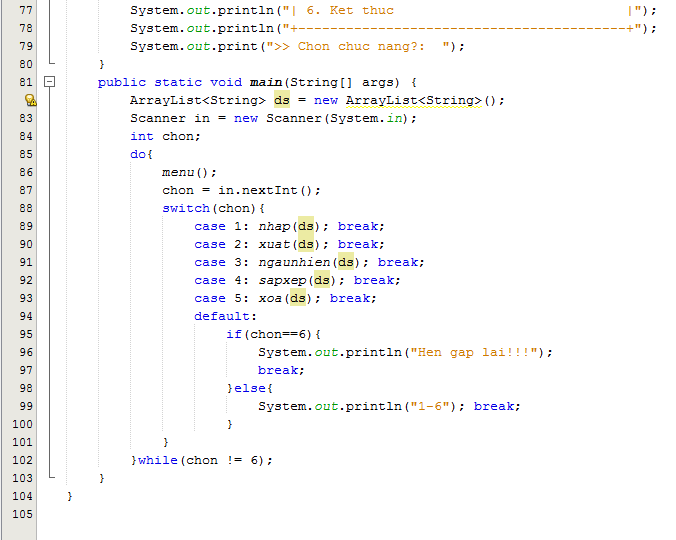 77 System.out.println("| 6. Ket thuc                             |");
78 System.out.println("+-----------------------------------------+");
79 System.out.print(">> Chon chuc nang?:  ");
80 }
81 public static void main(String[] args) {
ArrayList<String> ds = new ArrayList<String>();
83 Scanner in = new Scanner(System.in);
84 int chon;
85 do{
86 menu();
87 chon = in.nextInt();
88 switch(chon){
89 case 1: nhap(ds); break;
90 case 2: xuat(ds); break;
91 case 3: ngaunhien(ds); break;
92 case 4: sapxep(ds); break;
93 case 5: xoa(ds); break;
94 default:
95 if(chon==6){
96 System.out.println("Hen gap lai!!!");
97 break;
98 }else{
99 System.out.println("1-6"); break;
100 }
101 }
102 }while(chon != 6);
103 }
104 }
105